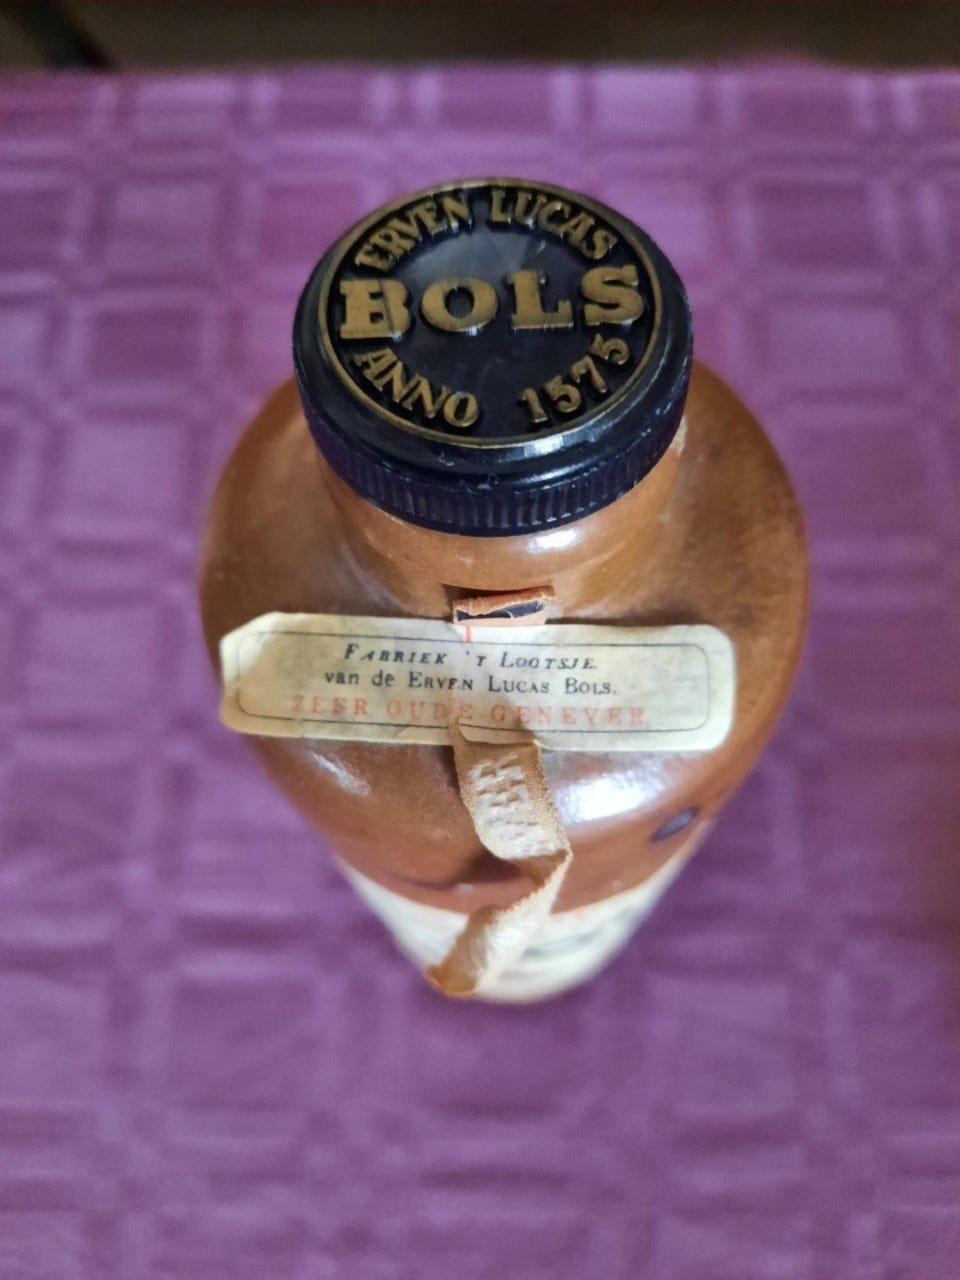 ERVEN LUCAS
BOLS
ANNO 1575
FABRIEK 'T LOOTSJE.
van de ERVEN LUCAS BOLS.
ZEER OUDE GENEVER